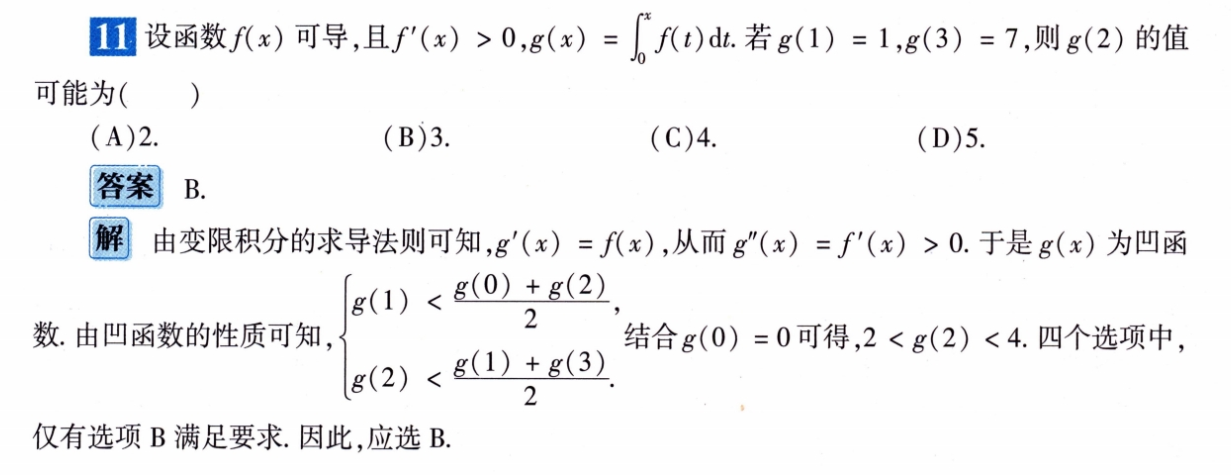 11 设函数 f(x) 可导,且 f′(x) > 0,g(x) = ∫₀ˣ f(t)dt. 若 g(1) = 1,g(3) = 7,则 g(2) 的值
可能为(  )
(A)2. (B)3. (C)4. (D)5.
答案 B.
解 由变限积分的求导法则可知,g′(x) = f(x),从而 g″(x) = f′(x) > 0. 于是 g(x) 为凹函
数. 由凹函数的性质可知, { g(1) < (g(0) + g(2))/2, g(2) < (g(1) + g(3))/2. 结合 g(0) = 0 可得,2 < g(2) < 4. 四个选项中,
仅有选项 B 满足要求. 因此,应选 B.